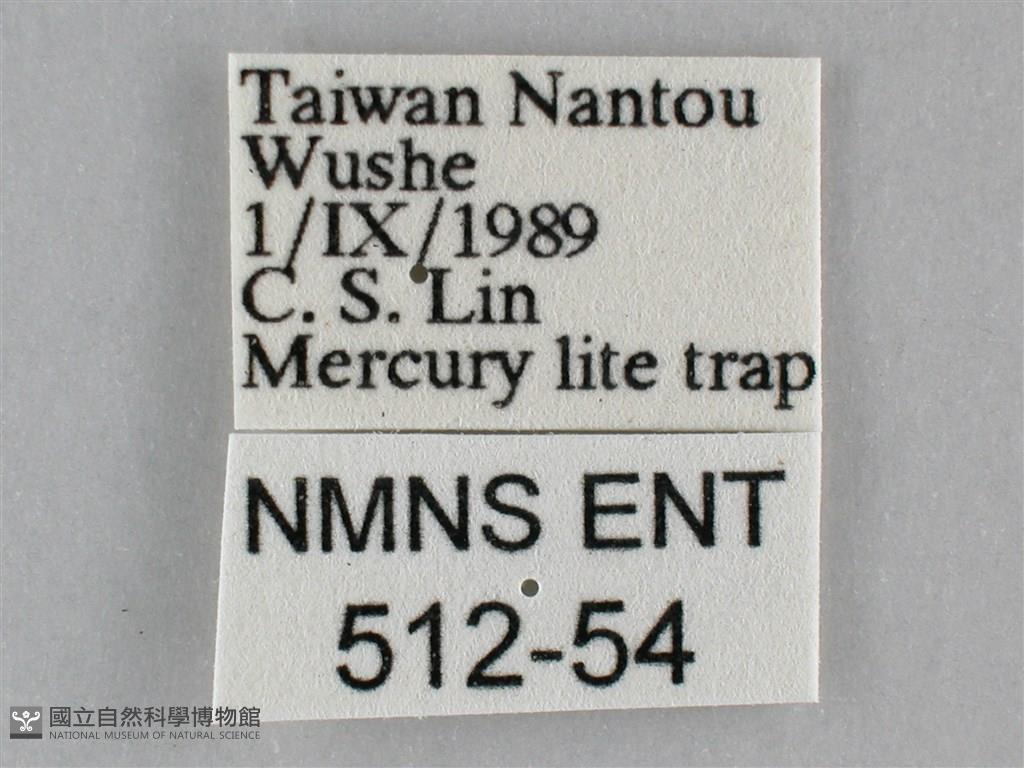 Taiwan Nantou
Wushe
1/IX/1989
C. S. Lin
Mercury lite trap
NMNS ENT
512-54
國立自然科學博物館
NATIONAL MUSEUM OF NATURAL SCIENCE